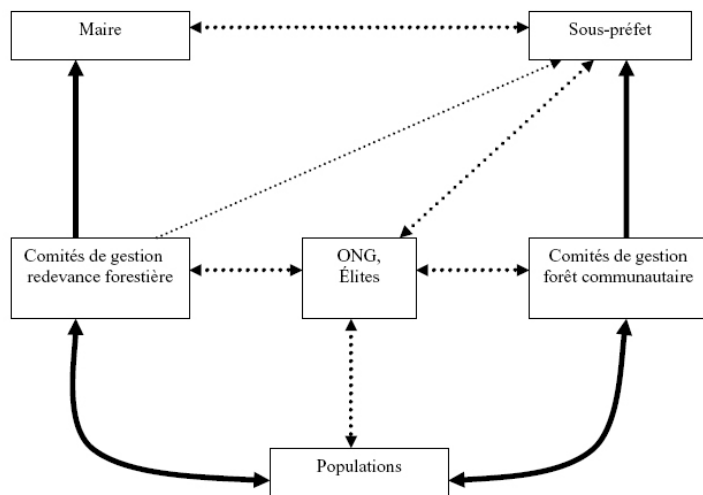 Maire
Sous-préfet
Comités de gestion
redevance forestière
ONG,
Élites
Comités de gestion
forêt communautaire
Populations